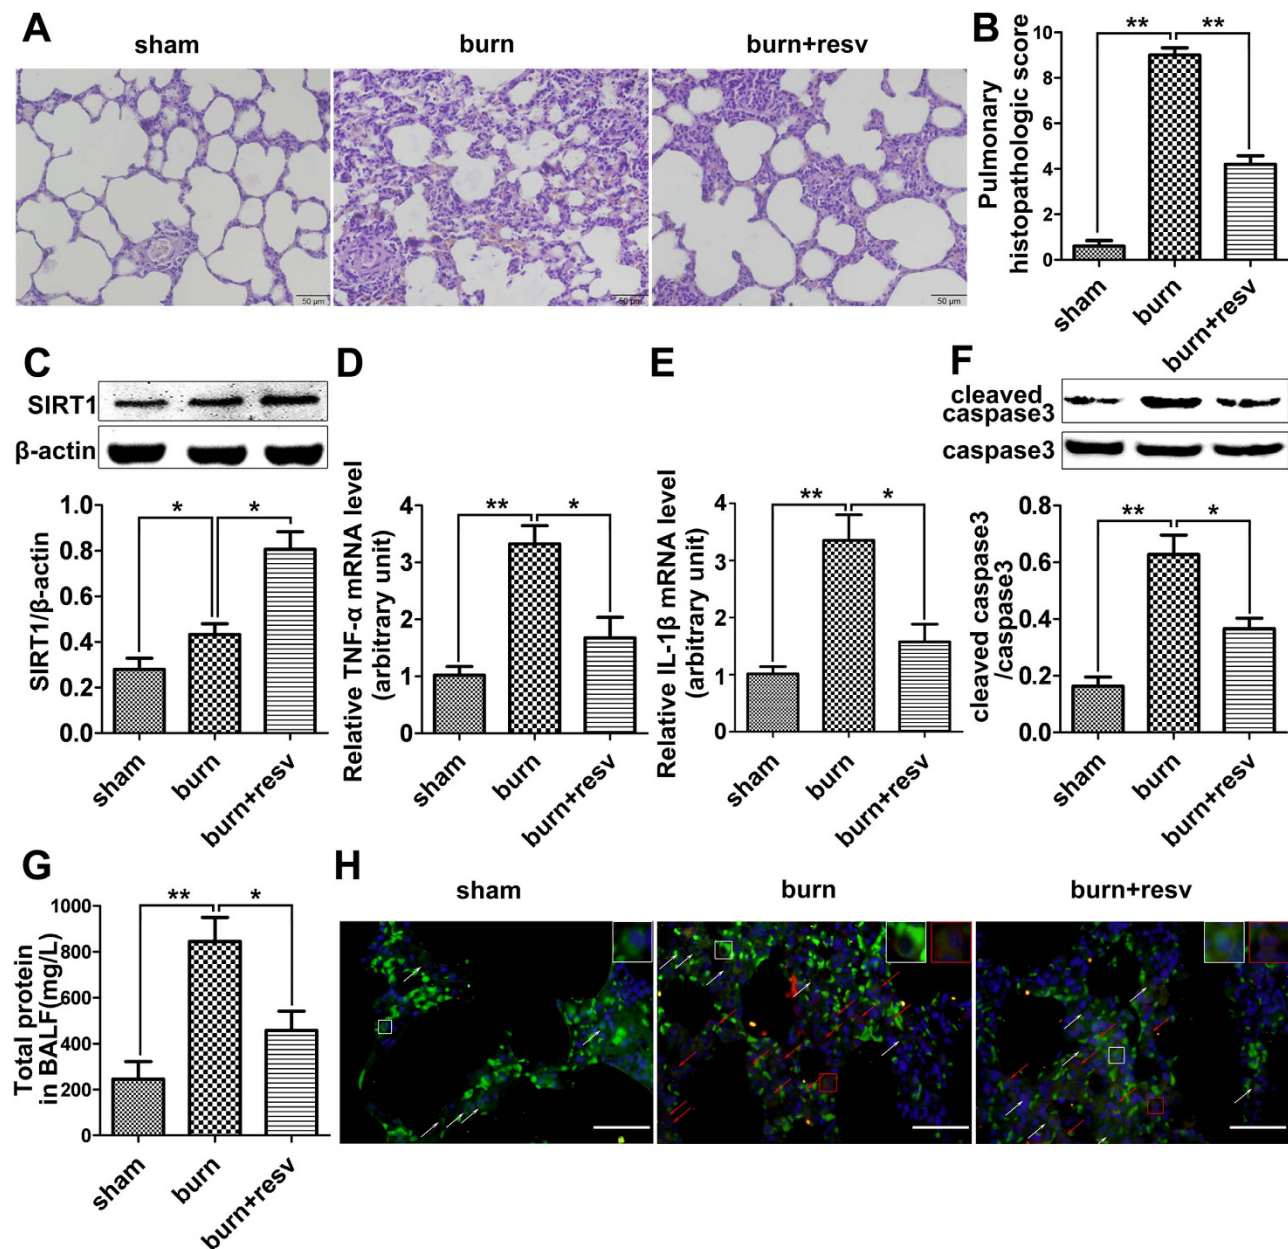 A
sham
burn
burn+resv
50 μm
50 μm
50 μm
B
Pulmonary
histopathologic score
10
8
6
4
2
0
**
**
sham
burn
burn+resv
C
SIRT1
β-actin
SIRT1/β-actin
1.0
0.8
0.6
0.4
0.2
0.0
*
*
sham
burn
burn+resv
D
Relative TNF-α mRNA level
(arbitrary unit)
4
3
2
1
0
**
*
sham
burn
burn+resv
E
Relative IL-1β mRNA level
(arbitrary unit)
4
3
2
1
0
**
*
sham
burn
burn+resv
F
cleaved
caspase3
caspase3
cleaved caspase3
/caspase3
0.8
0.6
0.4
0.2
0.0
**
*
sham
burn
burn+resv
G
Total protein
in BALF(mg/L)
1000
800
600
400
200
0
**
*
sham
burn
burn+resv
H
sham
burn
burn+resv